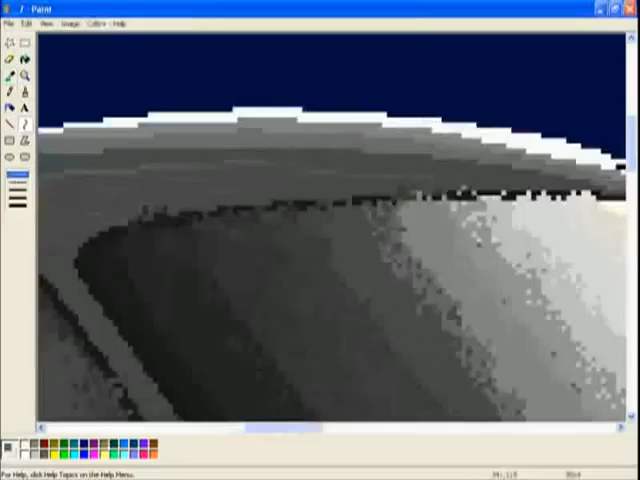 Paint
File Edit View Image Colors Help
A
For Help, click Help Topics on the Help Menu.